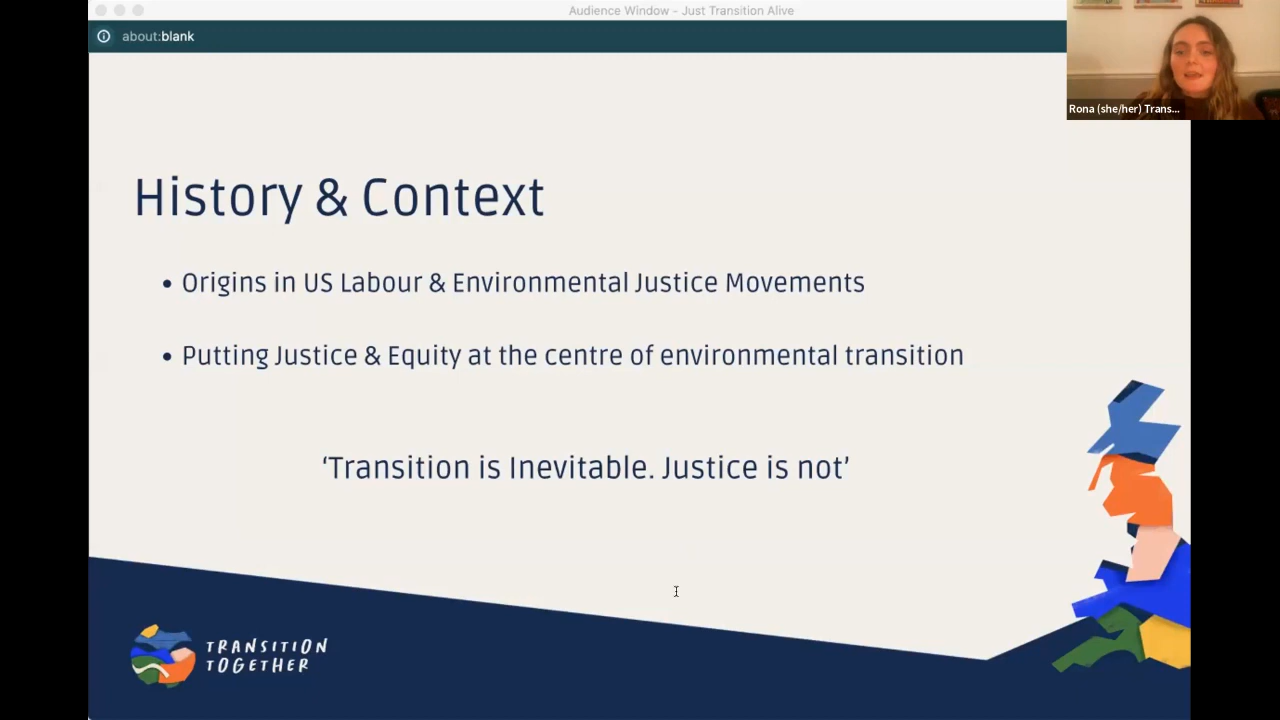 Audience Window – Just Transition Alive
about:blank
Rona (she/her) Trans...
History & Context
• Origins in US Labour & Environmental Justice Movements
• Putting Justice & Equity at the centre of environmental transition
‘Transition is Inevitable. Justice is not’
TRANSITION
TOGETHER